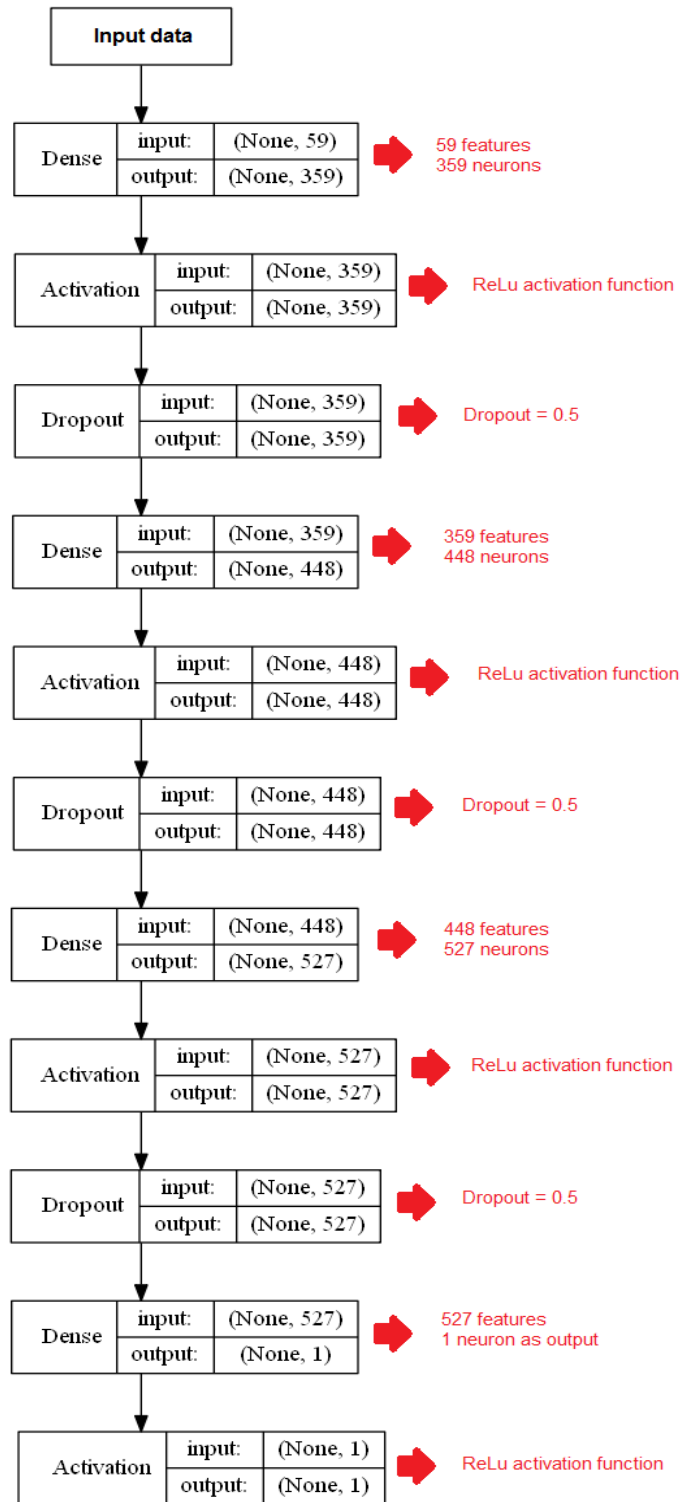 Input data
Dense
input: (None, 59)
output: (None, 359)
59 features
359 neurons
Activation
input: (None, 359)
output: (None, 359)
ReLu activation function
Dropout
input: (None, 359)
output: (None, 359)
Dropout = 0.5
Dense
input: (None, 359)
output: (None, 448)
359 features
448 neurons
Activation
input: (None, 448)
output: (None, 448)
ReLu activation function
Dropout
input: (None, 448)
output: (None, 448)
Dropout = 0.5
Dense
input: (None, 448)
output: (None, 527)
448 features
527 neurons
Activation
input: (None, 527)
output: (None, 527)
ReLu activation function
Dropout
input: (None, 527)
output: (None, 527)
Dropout = 0.5
Dense
input: (None, 527)
output: (None, 1)
527 features
1 neuron as output
Activation
input: (None, 1)
output: (None, 1)
ReLu activation function